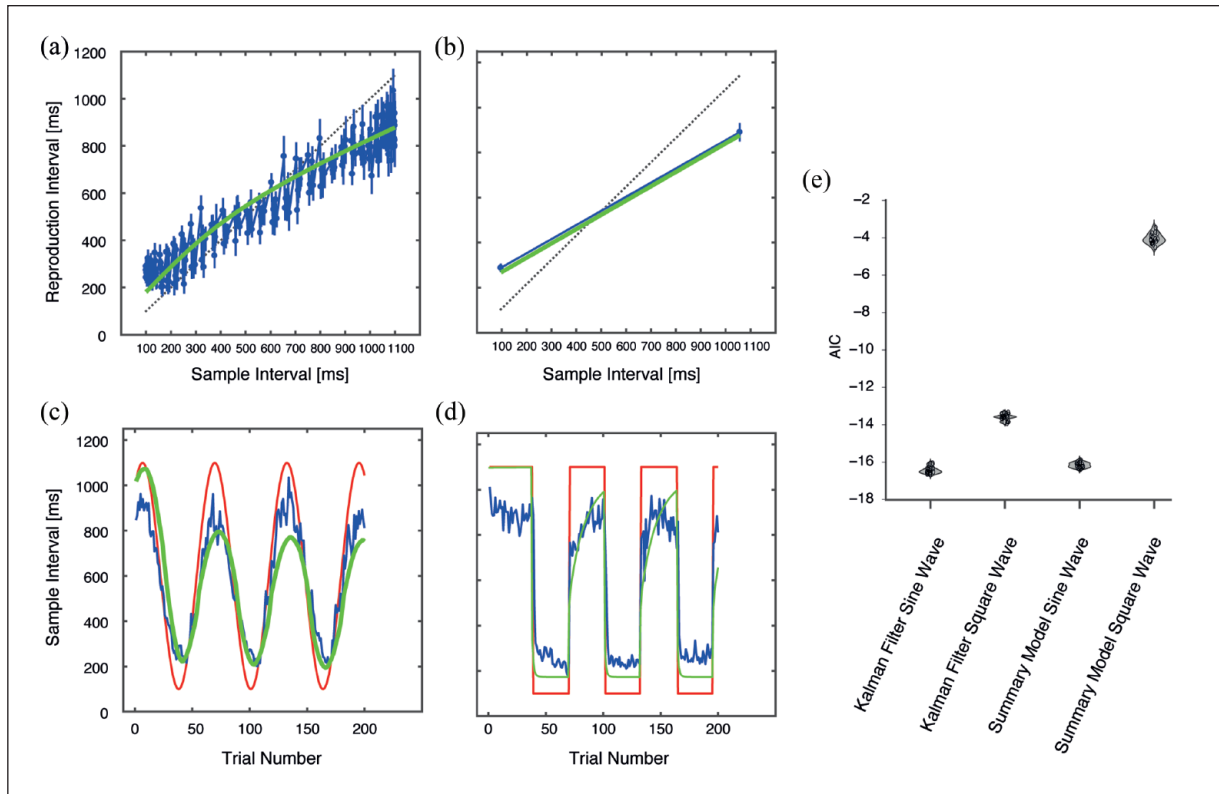 (a)
1200
1000
800
600
400
200
0
Reproduction Interval [ms]
100 200 300 400 500 600 700 800 900 1000 1100
Sample Interval [ms]
(b)
100 200 300 400 500 600 700 800 900 1000 1100
Sample Interval [ms]
(c)
1200
1000
800
600
400
200
0
Sample Interval [ms]
0 50 100 150 200
Trial Number
(d)
0 50 100 150 200
Trial Number
(e)
-2
-4
-6
-8
-10
-12
-14
-16
-18
AIC
Kalman Filter Sine Wave
Kalman Filter Square Wave
Summary Model Sine Wave
Summary Model Square Wave